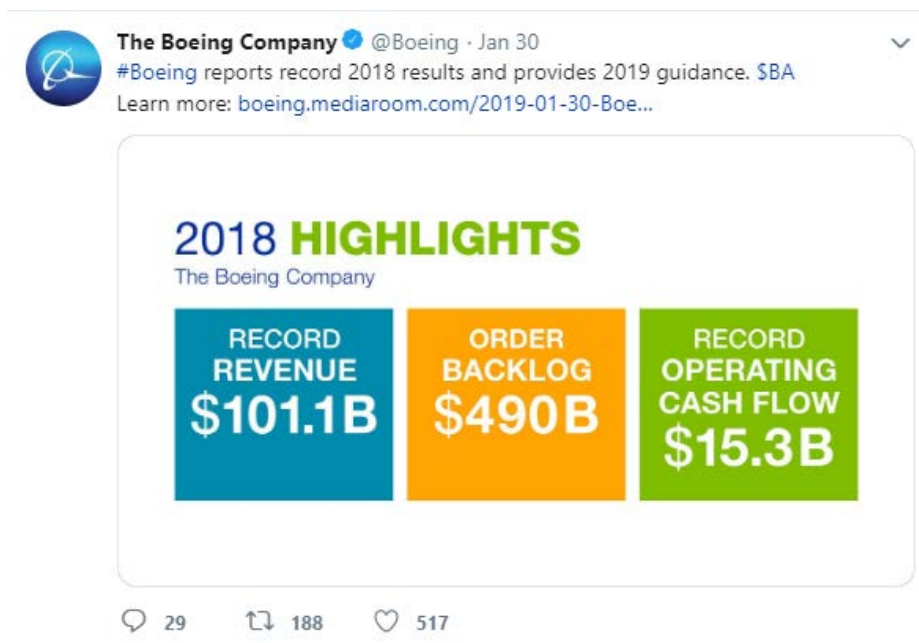 The Boeing Company @Boeing · Jan 30
#Boeing reports record 2018 results and provides 2019 guidance. $BA
Learn more: boeing.mediaroom.com/2019-01-30-Boe...
2018 HIGHLIGHTS
The Boeing Company
RECORD
REVENUE
$101.1B
ORDER
BACKLOG
$490B
RECORD
OPERATING
CASH FLOW
$15.3B
29 188 517